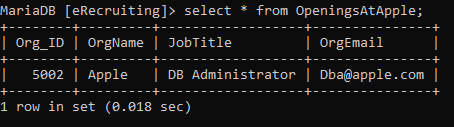 MariaDB [eRecruiting]> select * from OpeningsAtApple;
+--------+---------+------------------+---------------+
| Org_ID | OrgName | JobTitle         | OrgEmail      |
+--------+---------+------------------+---------------+
|   5002 | Apple   | DB Administrator | Dba@apple.com |
+--------+---------+------------------+---------------+
1 row in set (0.018 sec)